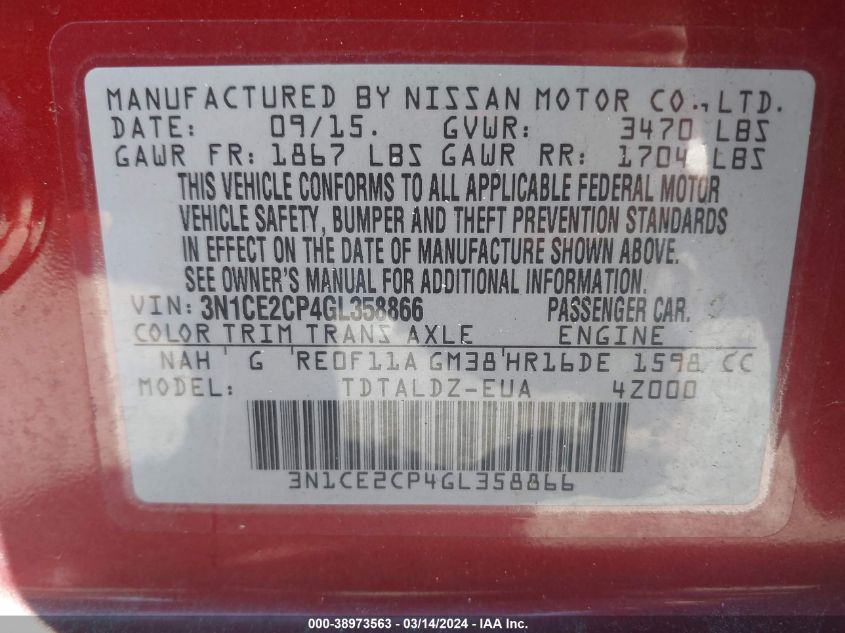 MANUFACTURED BY NISSAN MOTOR CO.,LTD.
DATE: 09/15. GVWR: 3470 LBS
GAWR FR: 1867 LBS GAWR RR: 1704 LBS
THIS VEHICLE CONFORMS TO ALL APPLICABLE FEDERAL MOTOR
VEHICLE SAFETY, BUMPER AND THEFT PREVENTION STANDARDS
IN EFFECT ON THE DATE OF MANUFACTURE SHOWN ABOVE.
SEE OWNER'S MANUAL FOR ADDITIONAL INFORMATION.
VIN: 3N1CE2CP4GL358866 PASSENGER CAR.
COLOR TRIM TRANS AXLE ENGINE
NAH ' G 'RE0F11A GM38'HR16DE 1598 CC
MODEL: TDTALDZ-EUA 4Z000
3N1CE2CP4GL358866
000-38973563 - 03/14/2024 - IAA Inc.